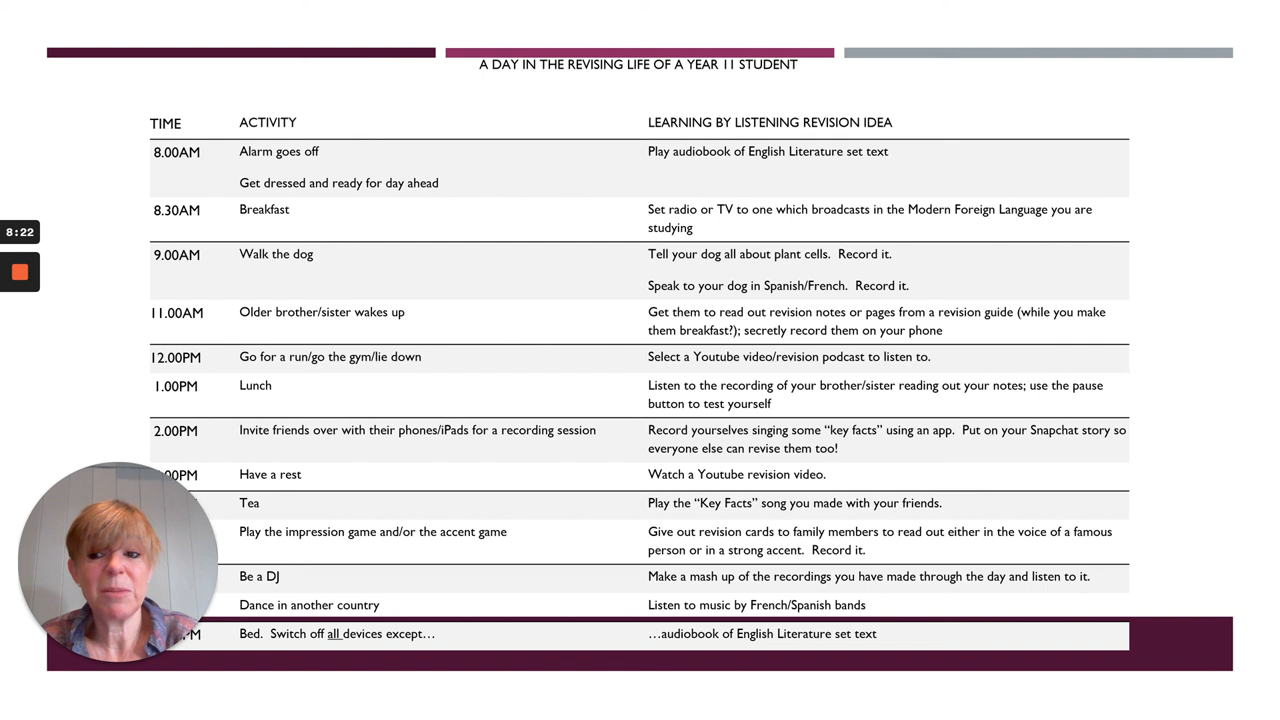 A DAY IN THE REVISING LIFE OF A YEAR 11 STUDENT
TIME ACTIVITY LEARNING BY LISTENING REVISION IDEA
8.00AM Alarm goes off Play audiobook of English Literature set text
Get dressed and ready for day ahead
8.30AM Breakfast Set radio or TV to one which broadcasts in the Modern Foreign Language you are
studying
8:22
9.00AM Walk the dog Tell your dog all about plant cells. Record it.
Speak to your dog in Spanish/French. Record it.
11.00AM Older brother/sister wakes up Get them to read out revision notes or pages from a revision guide (while you make
them breakfast?); secretly record them on your phone
12.00PM Go for a run/go the gym/lie down Select a Youtube video/revision podcast to listen to.
1.00PM Lunch Listen to the recording of your brother/sister reading out your notes; use the pause
button to test yourself
2.00PM Invite friends over with their phones/iPads for a recording session Record yourselves singing some “key facts” using an app. Put on your Snapchat story so
everyone else can revise them too!
Have a rest Watch a Youtube revision video.
Tea Play the “Key Facts” song you made with your friends.
Play the impression game and/or the accent game Give out revision cards to family members to read out either in the voice of a famous
person or in a strong accent. Record it.
Be a DJ Make a mash up of the recordings you have made through the day and listen to it.
Dance in another country Listen to music by French/Spanish bands
Bed. Switch off all devices except… …audiobook of English Literature set text